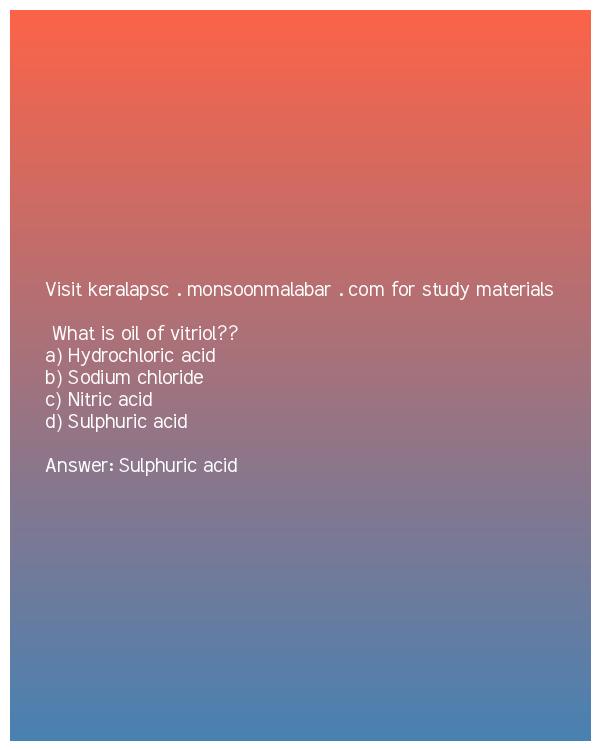 Visit keralapsc . monsoonmalabar . com for study materials
What is oil of vitriol??
a) Hydrochloric acid
b) Sodium chloride
c) Nitric acid
d) Sulphuric acid
Answer: Sulphuric acid